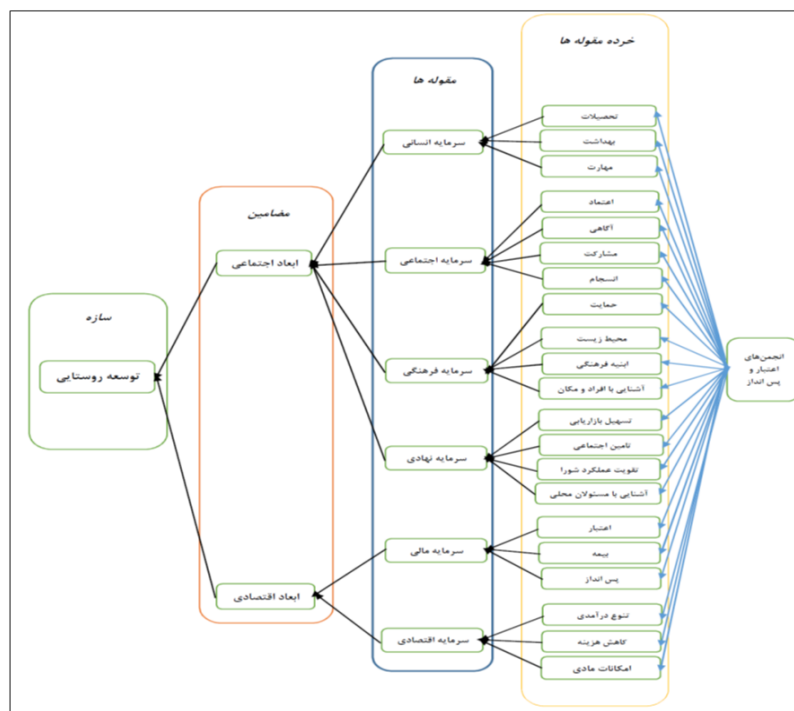 خرده مقوله ها
مقوله ها
مضامین
سازه
تحصیلات
بهداشت
مهارت
اعتماد
آگاهی
مشارکت
انسجام
حمایت
محیط زیست
ابنیه فرهنگی
آشنایی با افراد و مکان
تسهیل بازاریابی
تامین اجتماعی
تقویت عملکرد شورا
آشنایی با مسئولان محلی
اعتبار
بیمه
پس انداز
تنوع درآمدی
کاهش هزینه
امکانات مادی
سرمایه انسانی
سرمایه اجتماعی
سرمایه فرهنگی
سرمایه نهادی
سرمایه مالی
سرمایه اقتصادی
ابعاد اجتماعی
ابعاد اقتصادی
توسعه روستایی
انجمن‌های
اعتبار و
پس انداز